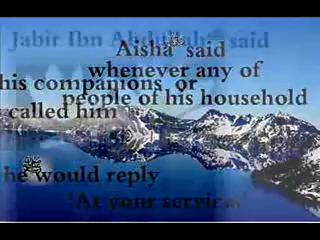 Jabir Ibn Abdullah said
Aisha said
whenever any of
his companions, or
people of his household
called him
he would reply
'At your service!'